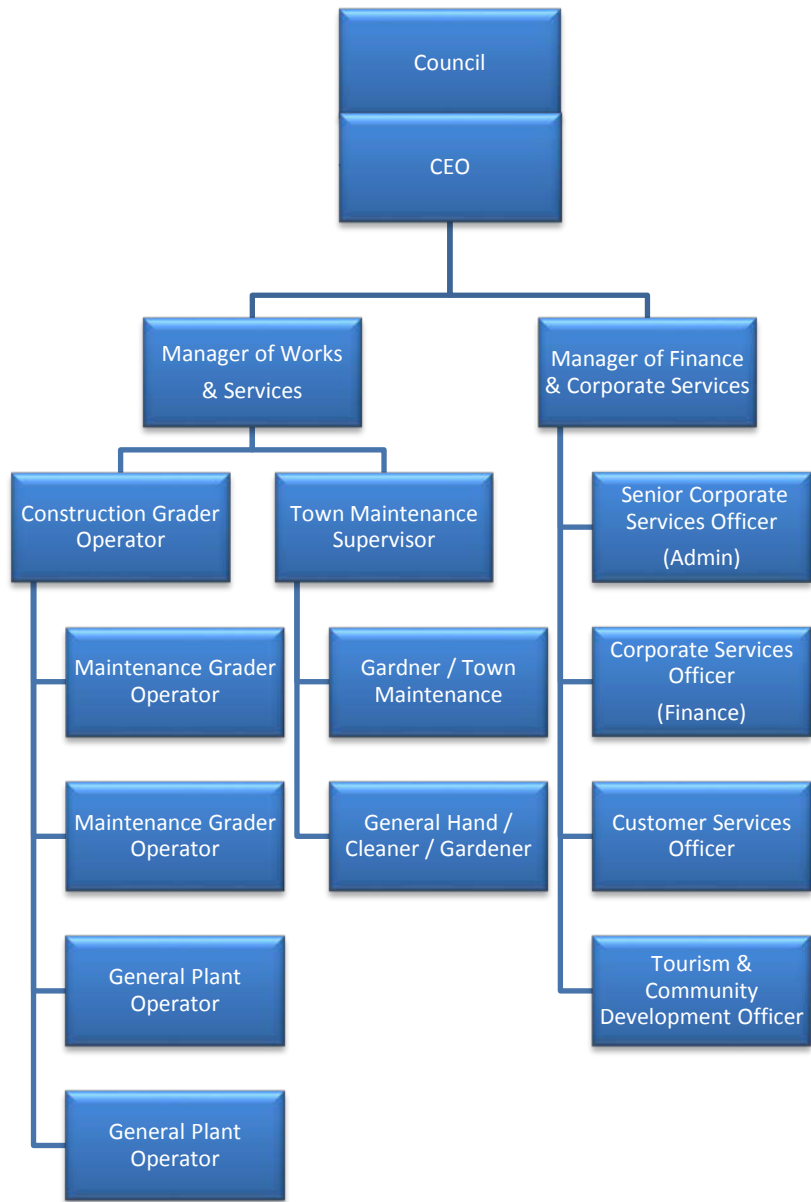 Council
CEO
Manager of Works
& Services
Manager of Finance
& Corporate Services
Construction Grader
Operator
Town Maintenance
Supervisor
Senior Corporate
Services Officer
(Admin)
Maintenance Grader
Operator
Gardner / Town
Maintenance
Corporate Services
Officer
(Finance)
Maintenance Grader
Operator
General Hand /
Cleaner / Gardener
Customer Services
Officer
General Plant
Operator
Tourism &
Community
Development Officer
General Plant
Operator